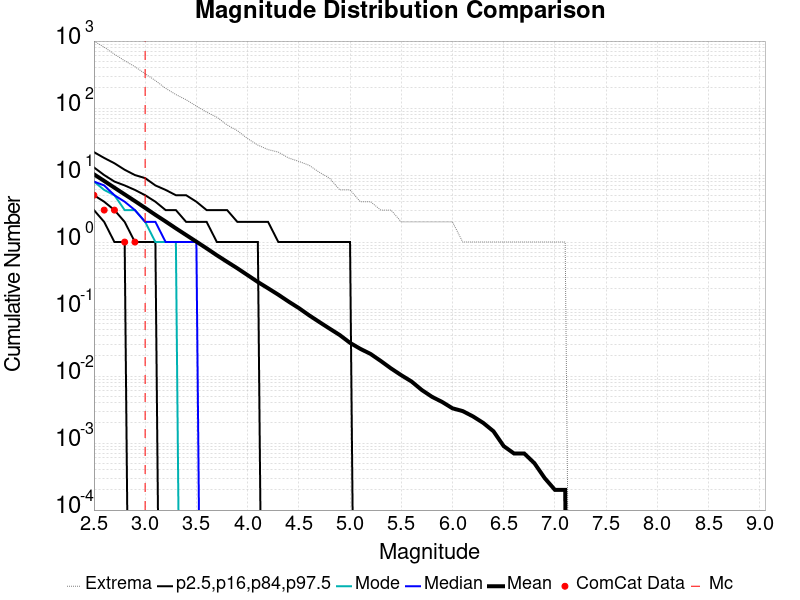 Magnitude Distribution Comparison
10^3
10^2
10^1
10^0
10^-1
10^-2
10^-3
10^-4
Cumulative Number
2.5 3.0 3.5 4.0 4.5 5.0 5.5 6.0 6.5 7.0 7.5 8.0 8.5 9.0
Magnitude
Extrema p2.5,p16,p84,p97.5 Mode Median Mean ComCat Data Mc